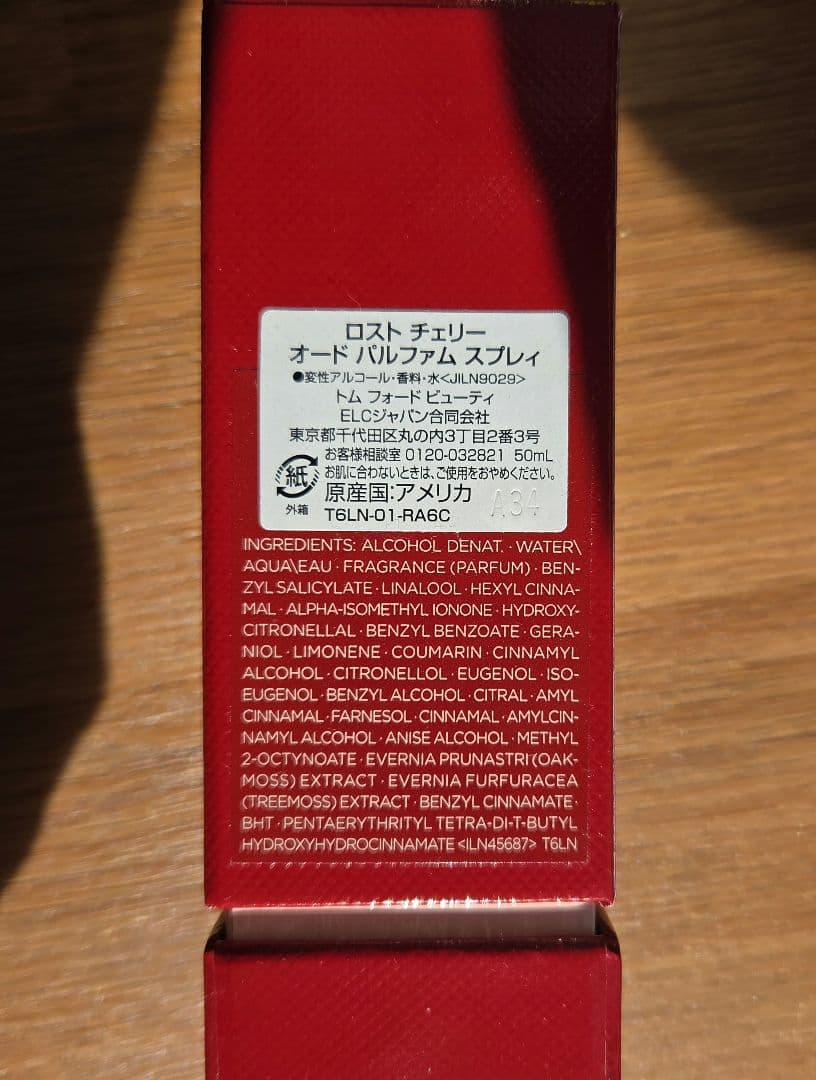 ロスト チェリー
オード パルファム スプレィ
●変性アルコール・香料・水<JILN9029>
トム フォード ビューティ
ELCジャパン合同会社
東京都千代田区丸の内3丁目2番3号
お客様相談室 0120-032821 50mL
お肌に合わないときは、ご使用をおやめください。
紙
外箱
原産国:アメリカ
A34
T6LN-01-RA6C
INGREDIENTS: ALCOHOL DENAT. · WATER\
AQUA\EAU · FRAGRANCE (PARFUM) · BEN-
ZYL SALICYLATE · LINALOOL · HEXYL CINNA-
MAL · ALPHA-ISOMETHYL IONONE · HYDROXY-
CITRONELLAL · BENZYL BENZOATE · GERA-
NIOL · LIMONENE · COUMARIN · CINNAMYL
ALCOHOL · CITRONELLOL · EUGENOL · ISO-
EUGENOL · BENZYL ALCOHOL · CITRAL · AMYL
CINNAMAL · FARNESOL · CINNAMAL · AMYLCIN-
NAMYL ALCOHOL · ANISE ALCOHOL · METHYL
2-OCTYNOATE · EVERNIA PRUNASTRI (OAK-
MOSS) EXTRACT · EVERNIA FURFURACEA
(TREEMOSS) EXTRACT · BENZYL CINNAMATE ·
BHT · PENTAERYTHRITYL TETRA-DI-T-BUTYL
HYDROXYHYDROCINNAMATE <ILN45687> T6LN